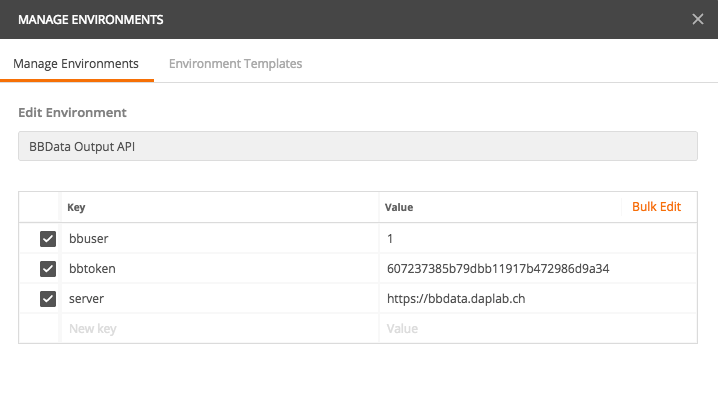 MANAGE ENVIRONMENTS
Manage Environments Environment Templates
Edit Environment
BBData Output API
Key Value Bulk Edit
bbuser 1
bbtoken 607237385b79dbb11917b472986d9a34
server https://bbdata.daplab.ch
New key Value